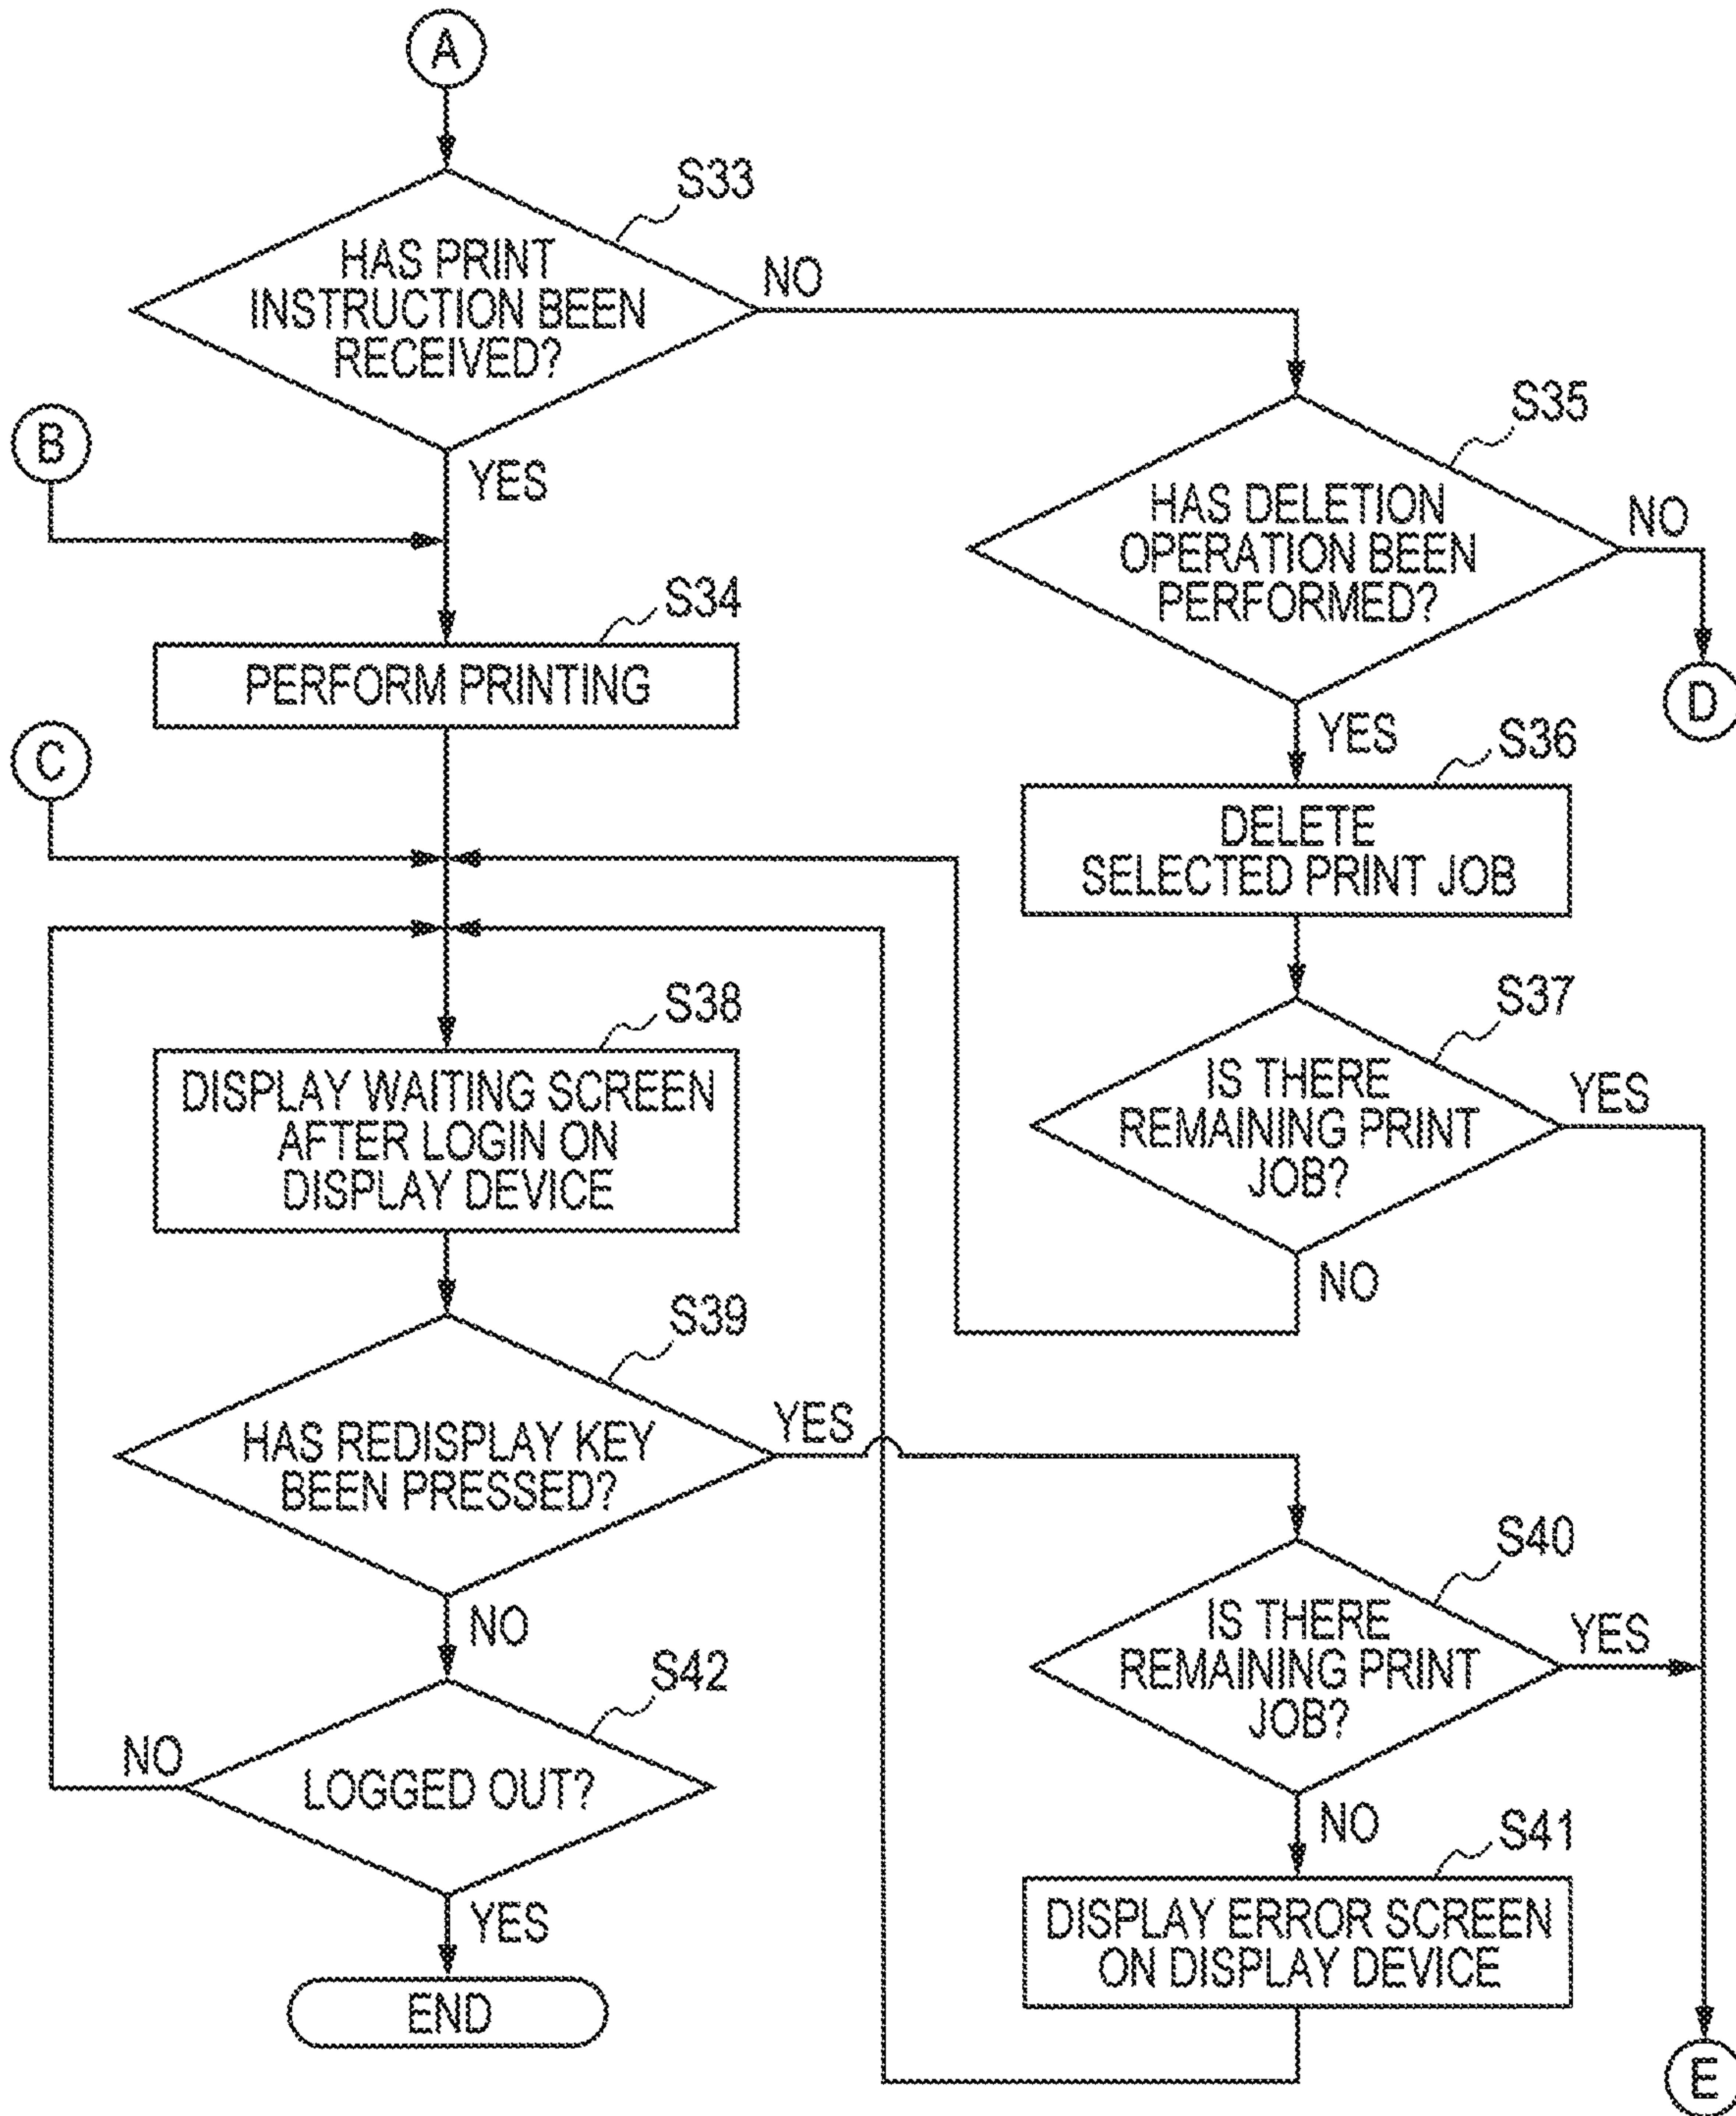 A
S33
HAS PRINT
INSTRUCTION BEEN
RECEIVED?
NO
YES
B
S35
HAS DELETION
OPERATION BEEN
PERFORMED?
NO
D
YES
S34
PERFORM PRINTING
C
S36
DELETE
SELECTED PRINT JOB
S37
IS THERE
REMAINING PRINT
JOB?
YES
NO
S38
DISPLAY WAITING SCREEN
AFTER LOGIN ON
DISPLAY DEVICE
S39
HAS REDISPLAY KEY
BEEN PRESSED?
YES
NO
S40
IS THERE
REMAINING PRINT
JOB?
YES
NO
S42
LOGGED OUT?
NO
YES
S41
DISPLAY ERROR SCREEN
ON DISPLAY DEVICE
END
E